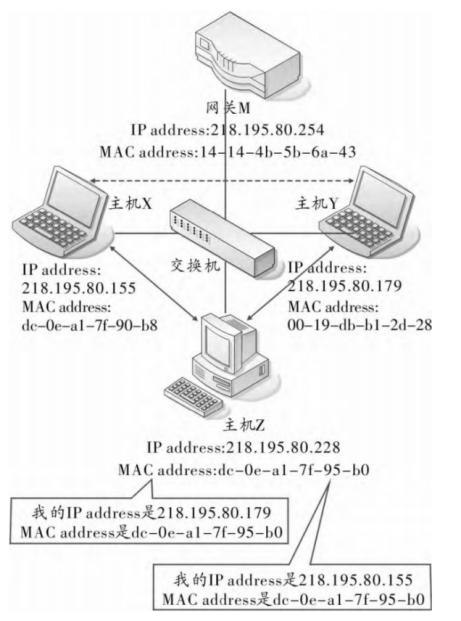 网关M
IP address:218.195.80.254
MAC address:14-14-4b-5b-6a-43
主机X
主机Y
交换机
IP address:
218.195.80.155
MAC address:
dc-0e-a1-7f-90-b8
IP address:
218.195.80.179
MAC address:
00-19-db-b1-2d-28
主机Z
IP address:218.195.80.228
MAC address:dc-0e-a1-7f-95-b0
我的IP address是218.195.80.179
MAC address是dc-0e-a1-7f-95-b0
我的IP address是218.195.80.155
MAC address是dc-0e-a1-7f-95-b0